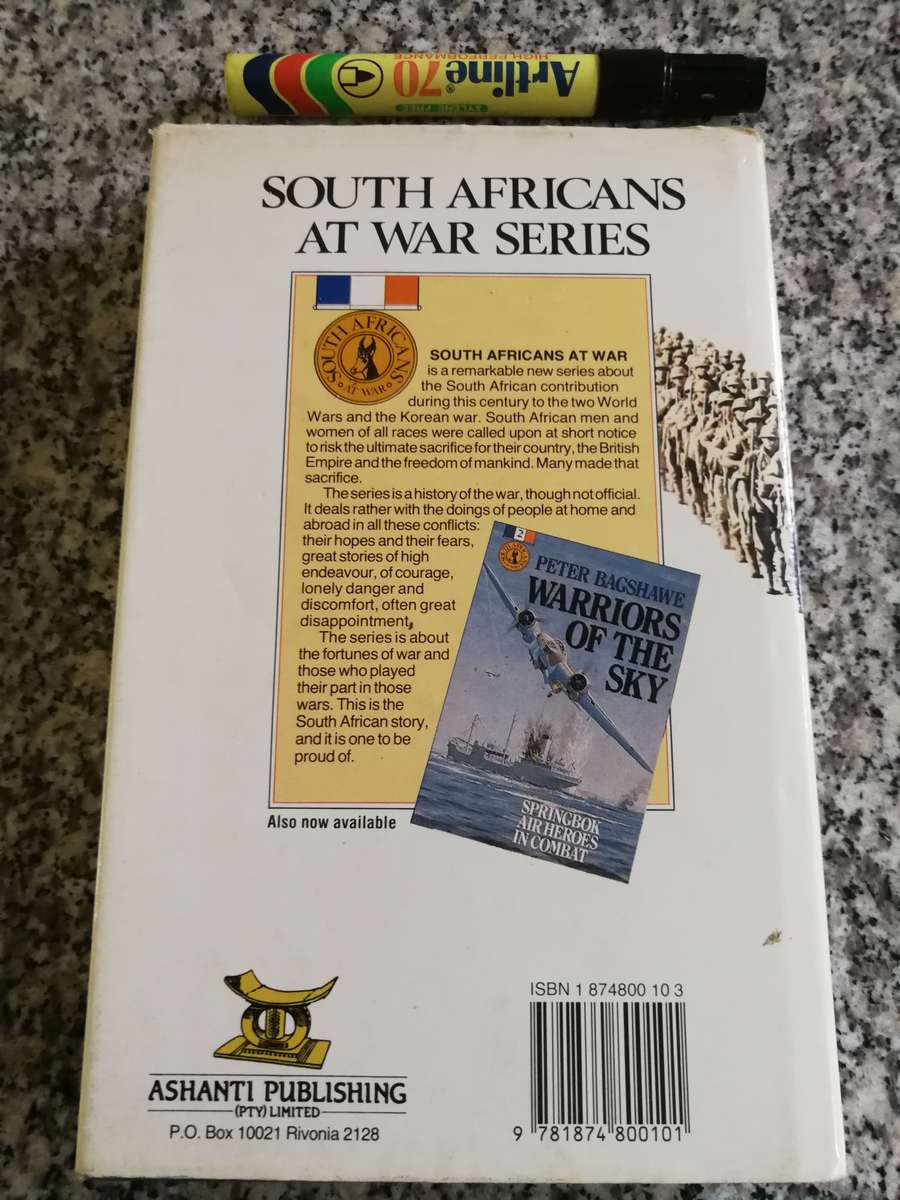 Artline® 70
HIGH PERFORMANCE
XYLENE FREE
SOUTH AFRICANS
AT WAR SERIES
SOUTH AFRICANS
AT WAR
SOUTH AFRICANS AT WAR
is a remarkable new series about
the South African contribution
during this century to the two World
Wars and the Korean war. South African men and
women of all races were called upon at short notice
to risk the ultimate sacrifice for their country, the British
Empire and the freedom of mankind. Many made that
sacrifice.
The series is a history of the war, though not official.
It deals rather with the doings of people at home and
abroad in all these conflicts:
their hopes and their fears,
great stories of high
endeavour, of courage,
lonely danger and
discomfort, often great
disappointment,
The series is about
the fortunes of war and
those who played
their part in those
wars. This is the
South African story,
and it is one to be
proud of.
2
PETER BAGSHAWE
WARRIORS
OF THE
SKY
SPRINGBOK
AIR HEROES
IN COMBAT
Also now available
ASHANTI PUBLISHING
(PTY) LIMITED
P.O. Box 10021 Rivonia 2128
ISBN 1 874800 10 3
9 781874 800101